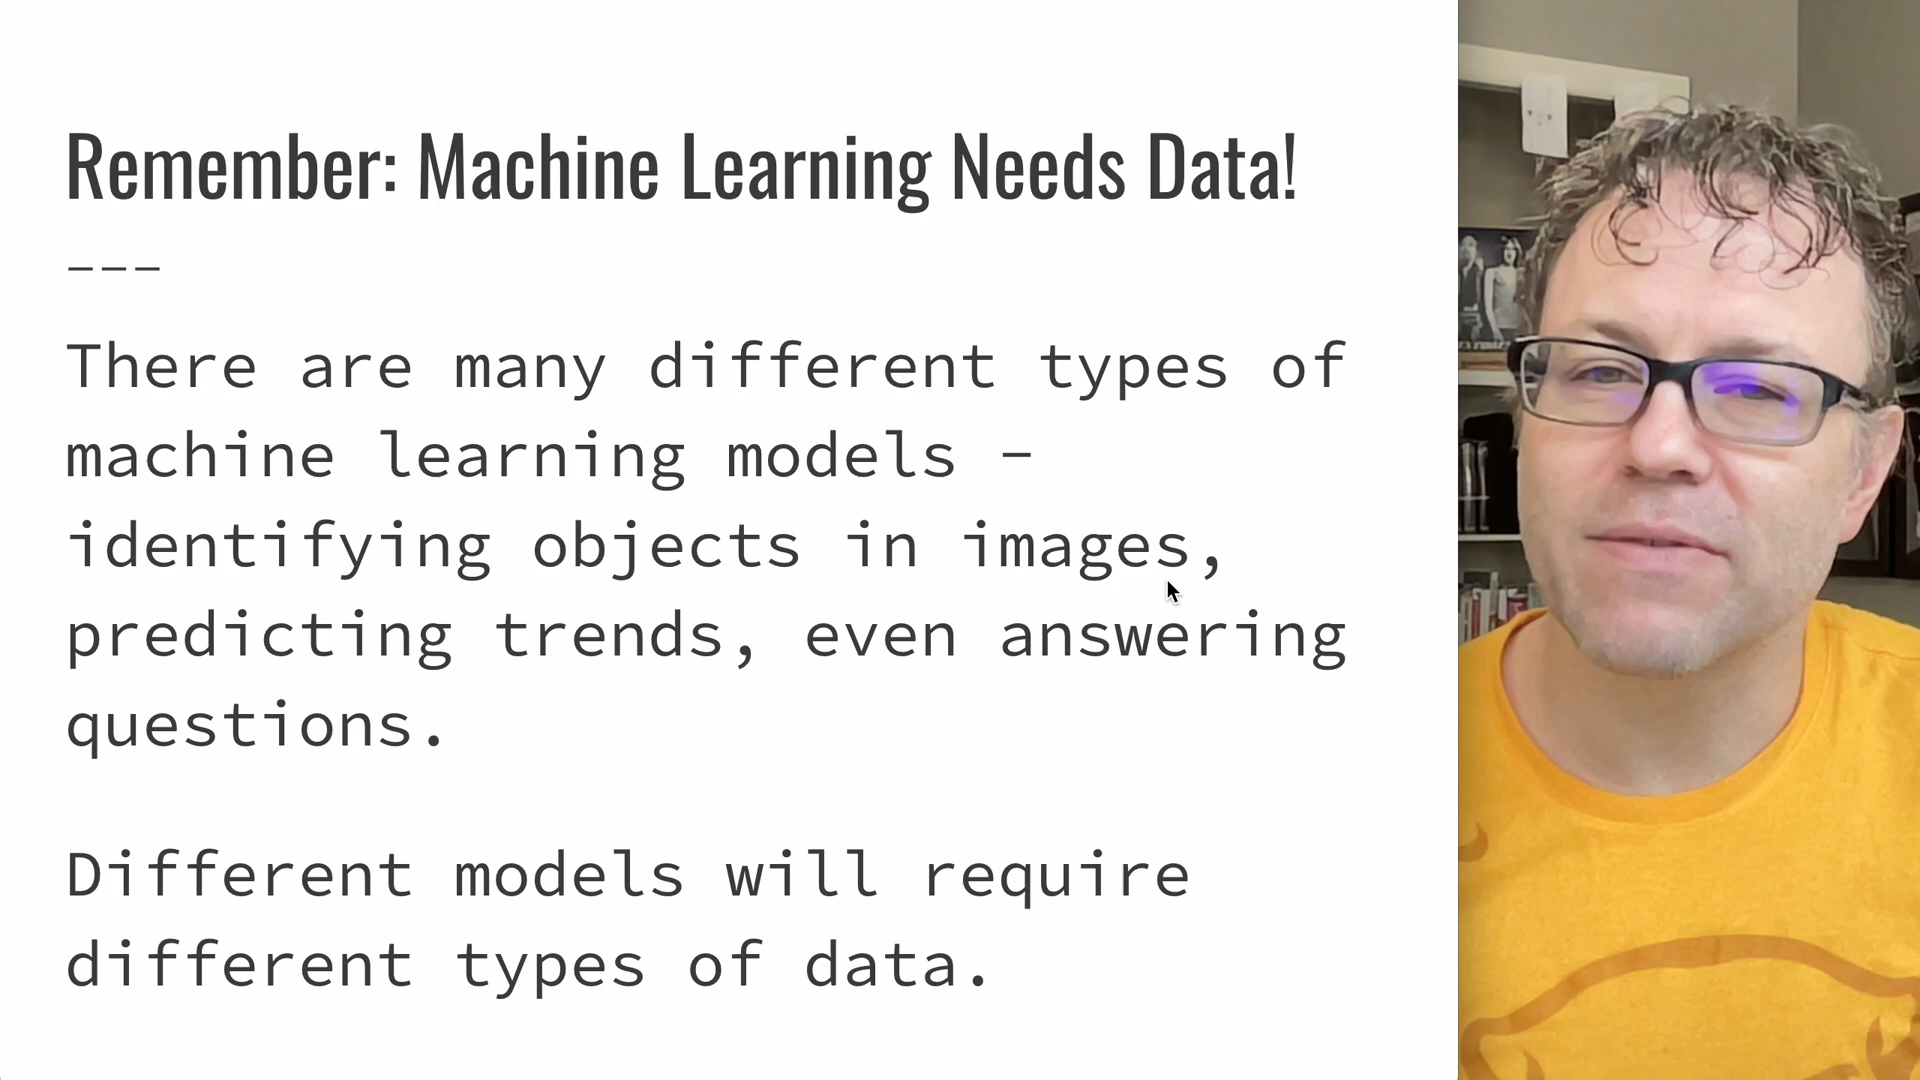 Remember: Machine Learning Needs Data!
---
There are many different types of
machine learning models –
identifying objects in images,
predicting trends, even answering
questions.
Different models will require
different types of data.